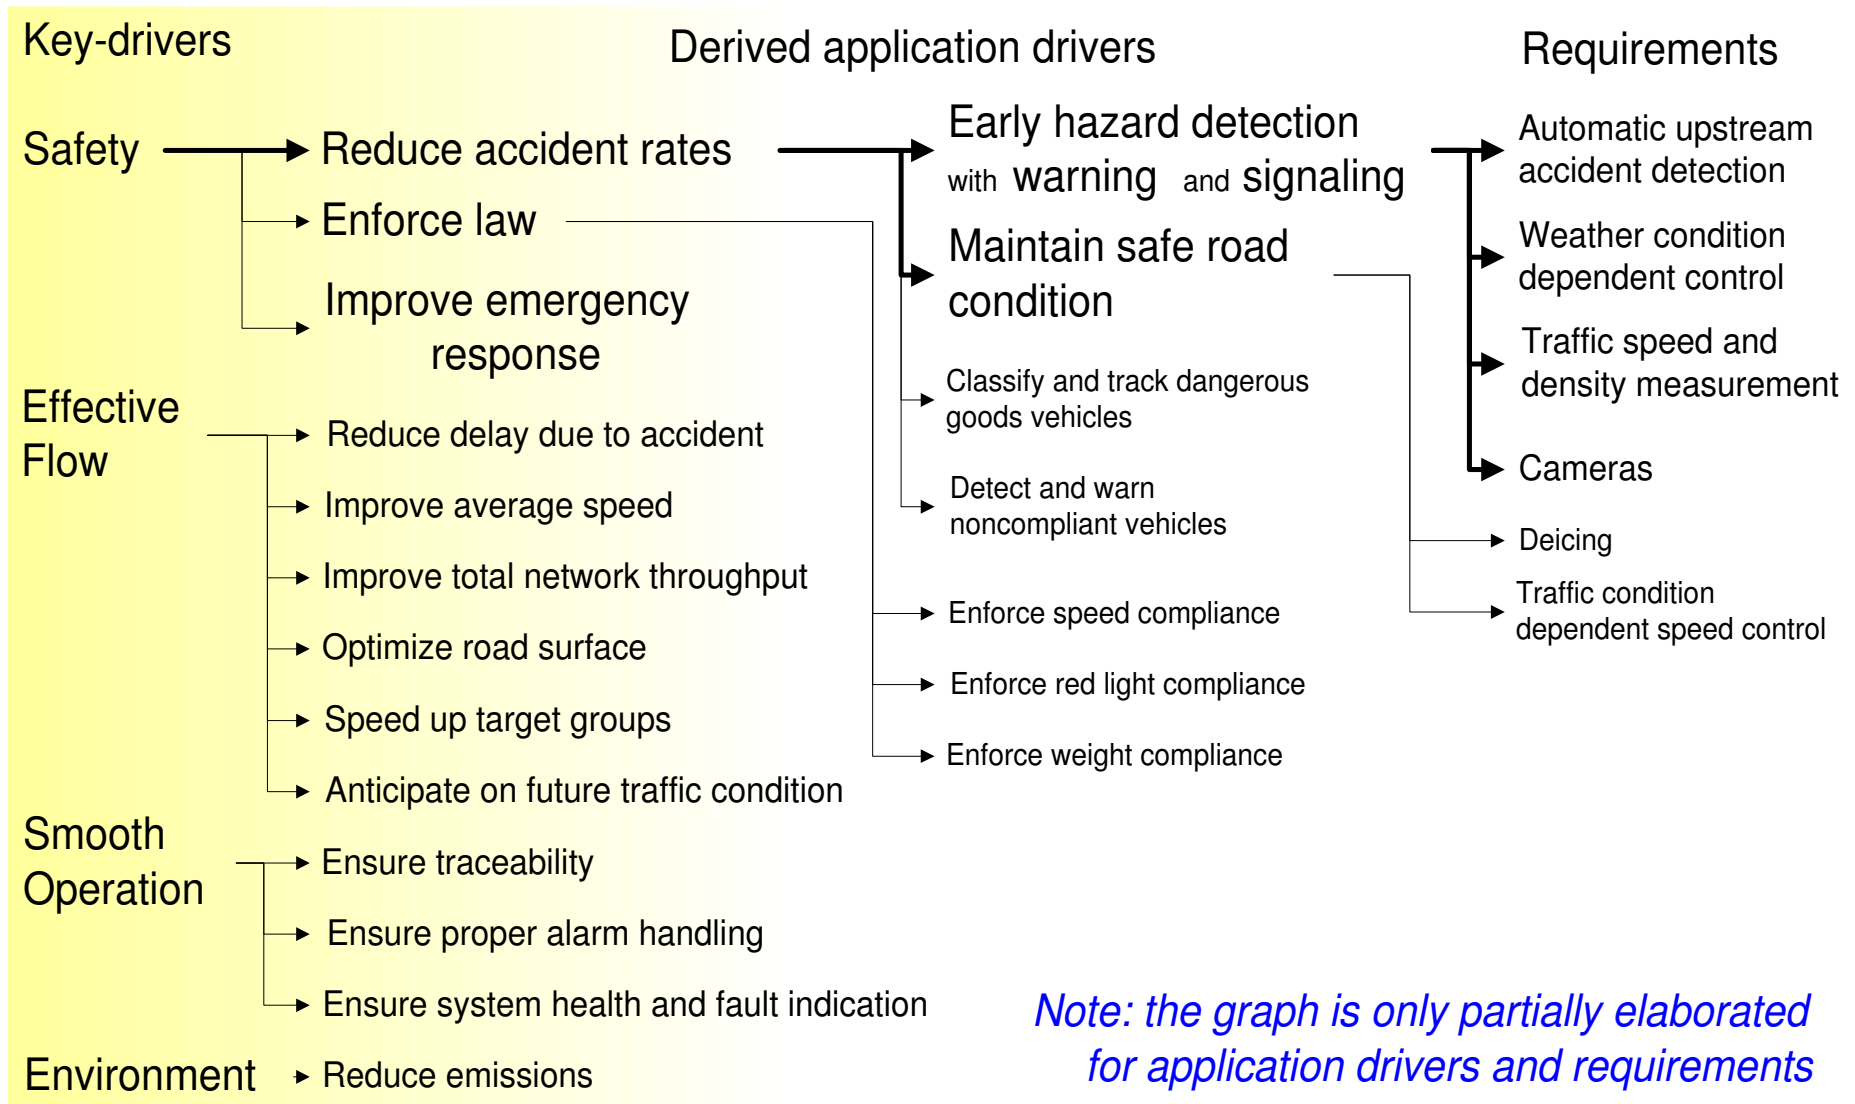 Key-drivers
Derived application drivers
Requirements
Safety
Reduce accident rates
Enforce law
Improve emergency
response
Effective
Flow
Reduce delay due to accident
Improve average speed
Improve total network throughput
Optimize road surface
Speed up target groups
Anticipate on future traffic condition
Smooth
Operation
Ensure traceability
Ensure proper alarm handling
Ensure system health and fault indication
Environment
Reduce emissions
Early hazard detection
with warning and signaling
Maintain safe road
condition
Classify and track dangerous
goods vehicles
Detect and warn
noncompliant vehicles
Enforce speed compliance
Enforce red light compliance
Enforce weight compliance
Automatic upstream
accident detection
Weather condition
dependent control
Traffic speed and
density measurement
Cameras
Deicing
Traffic condition
dependent speed control
Note: the graph is only partially elaborated
for application drivers and requirements